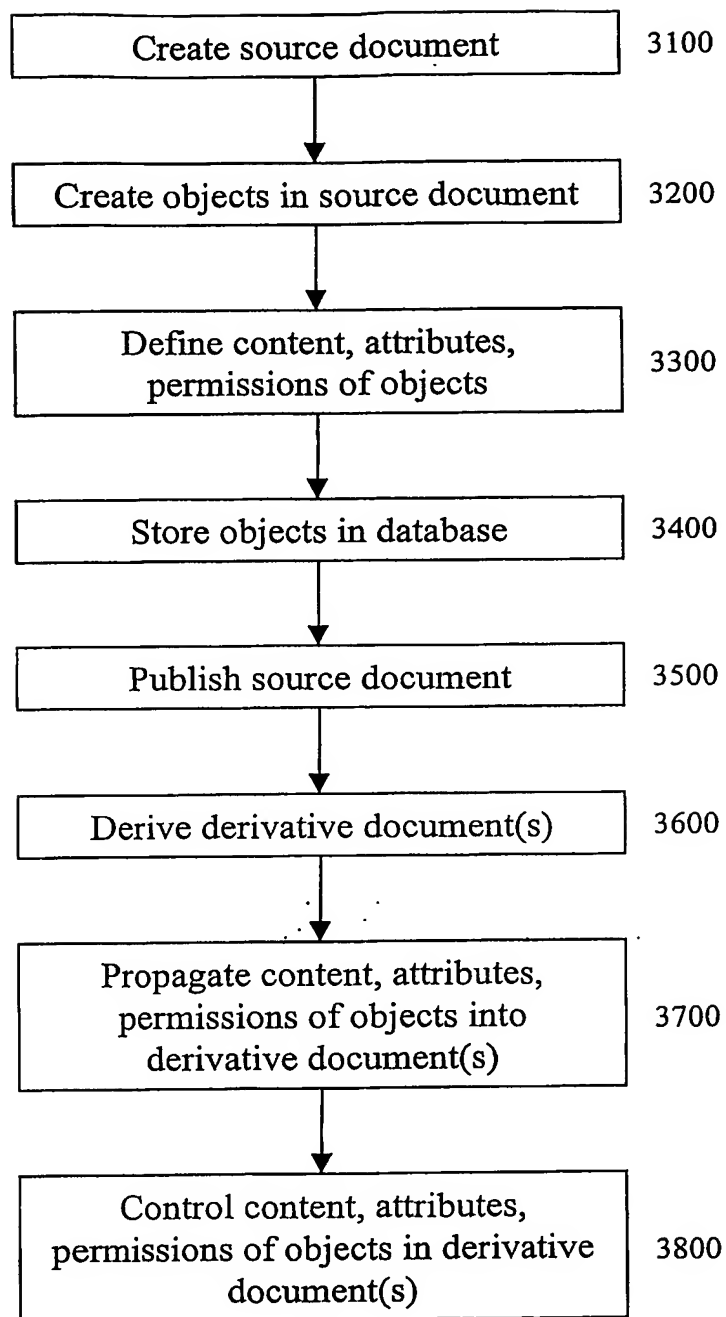 Create source document 3100
Create objects in source document 3200
Define content, attributes,
permissions of objects 3300
Store objects in database 3400
Publish source document 3500
Derive derivative document(s) 3600
Propagate content, attributes,
permissions of objects into
derivative document(s) 3700
Control content, attributes,
permissions of objects in derivative
document(s) 3800